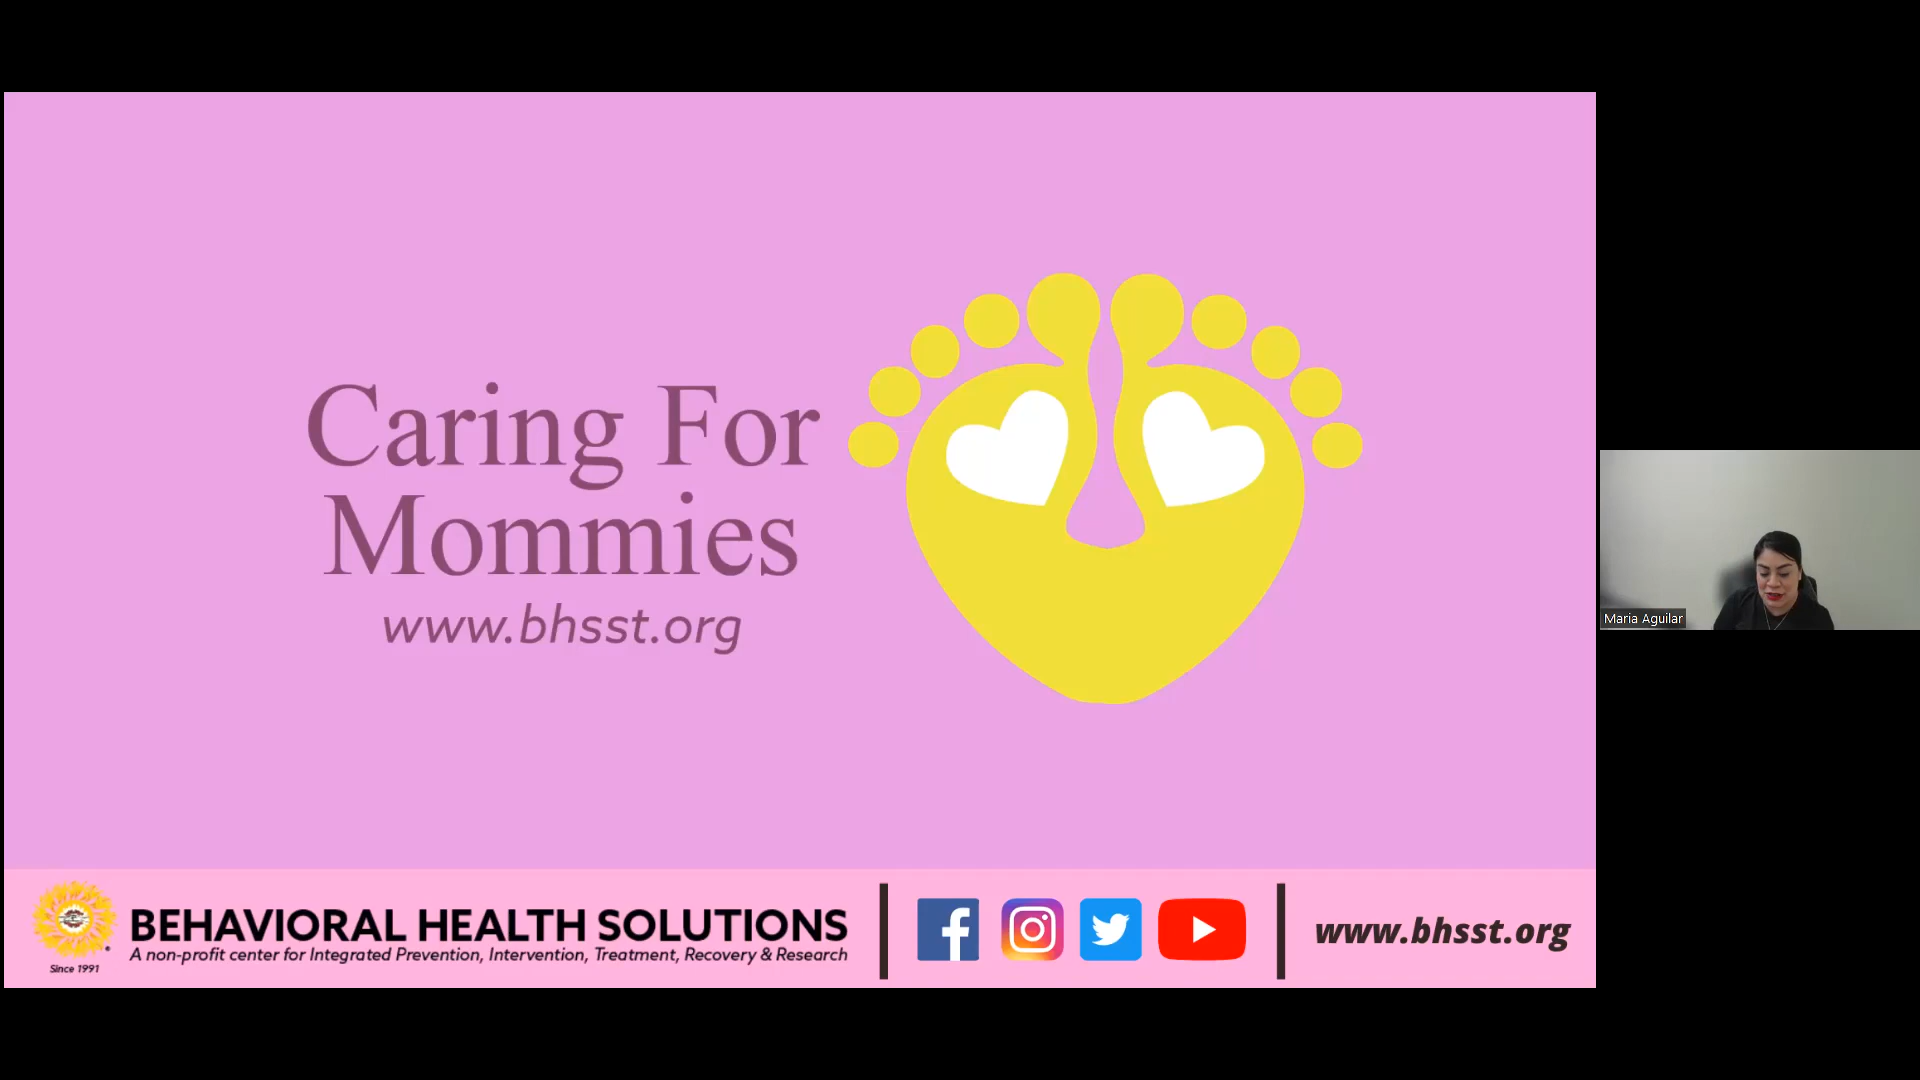 Caring For
Mommies
www.bhsst.org
Maria Aguilar
BEHAVIORAL HEALTH SOLUTIONS
A non-profit center for Integrated Prevention, Intervention, Treatment, Recovery & Research
Since 1991
www.bhsst.org